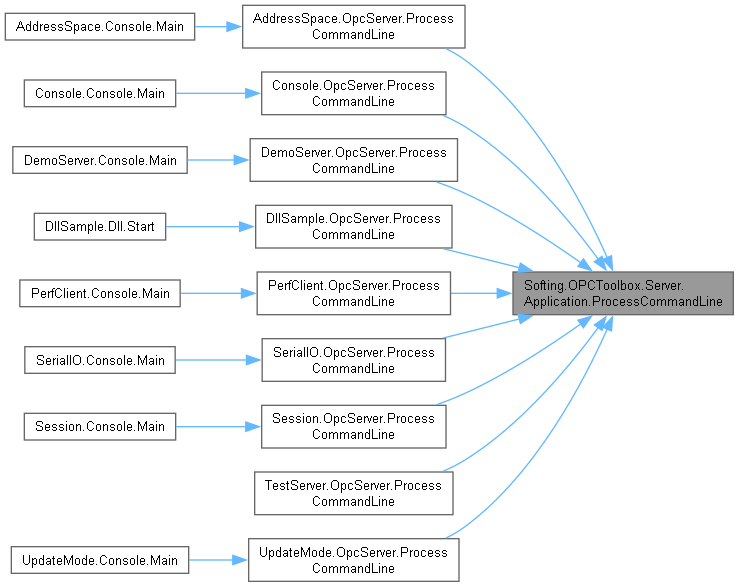 AddressSpace.Console.Main
AddressSpace.OpcServer.Process
CommandLine
Console.Console.Main
Console.OpcServer.Process
CommandLine
DemoServer.Console.Main
DemoServer.OpcServer.Process
CommandLine
DllSample.Dll.Start
DllSample.OpcServer.Process
CommandLine
PerfClient.Console.Main
PerfClient.OpcServer.Process
CommandLine
Softing.OPCToolbox.Server.
Application.ProcessCommandLine
SerialIO.Console.Main
SerialIO.OpcServer.Process
CommandLine
Session.Console.Main
Session.OpcServer.Process
CommandLine
TestServer.OpcServer.Process
CommandLine
UpdateMode.Console.Main
UpdateMode.OpcServer.Process
CommandLine